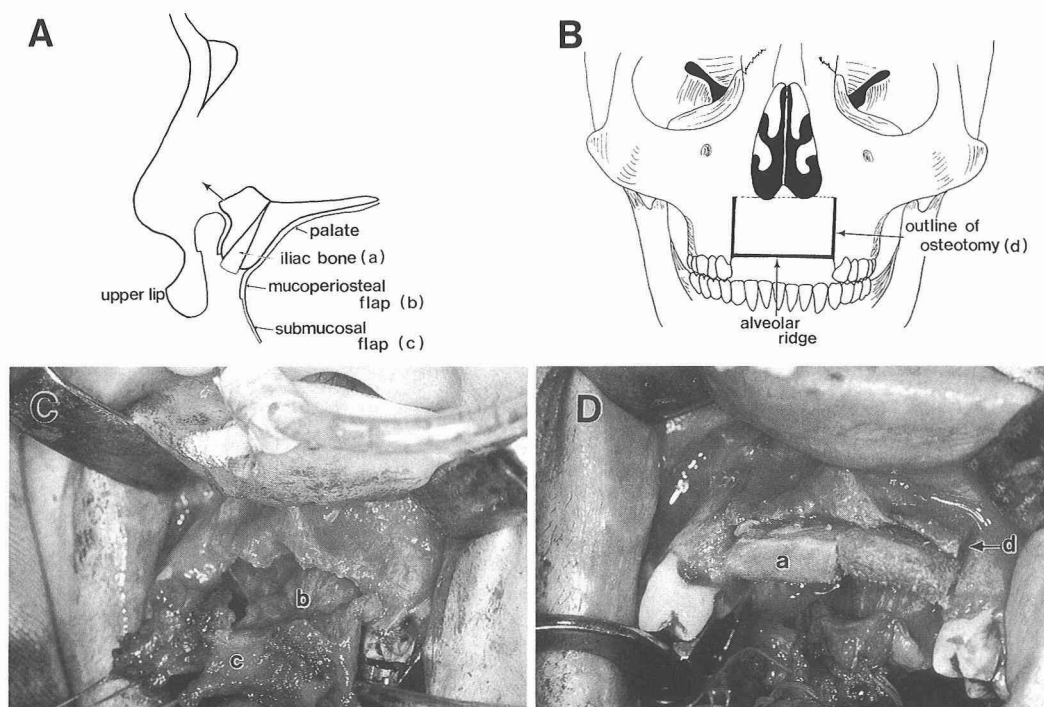 A
palate
iliac bone (a)
mucoperiosteal
flap (b)
upper lip
submucosal
flap (c)
B
outline of
osteotomy (d)
alveolar
ridge
C
b
c
D
a
d